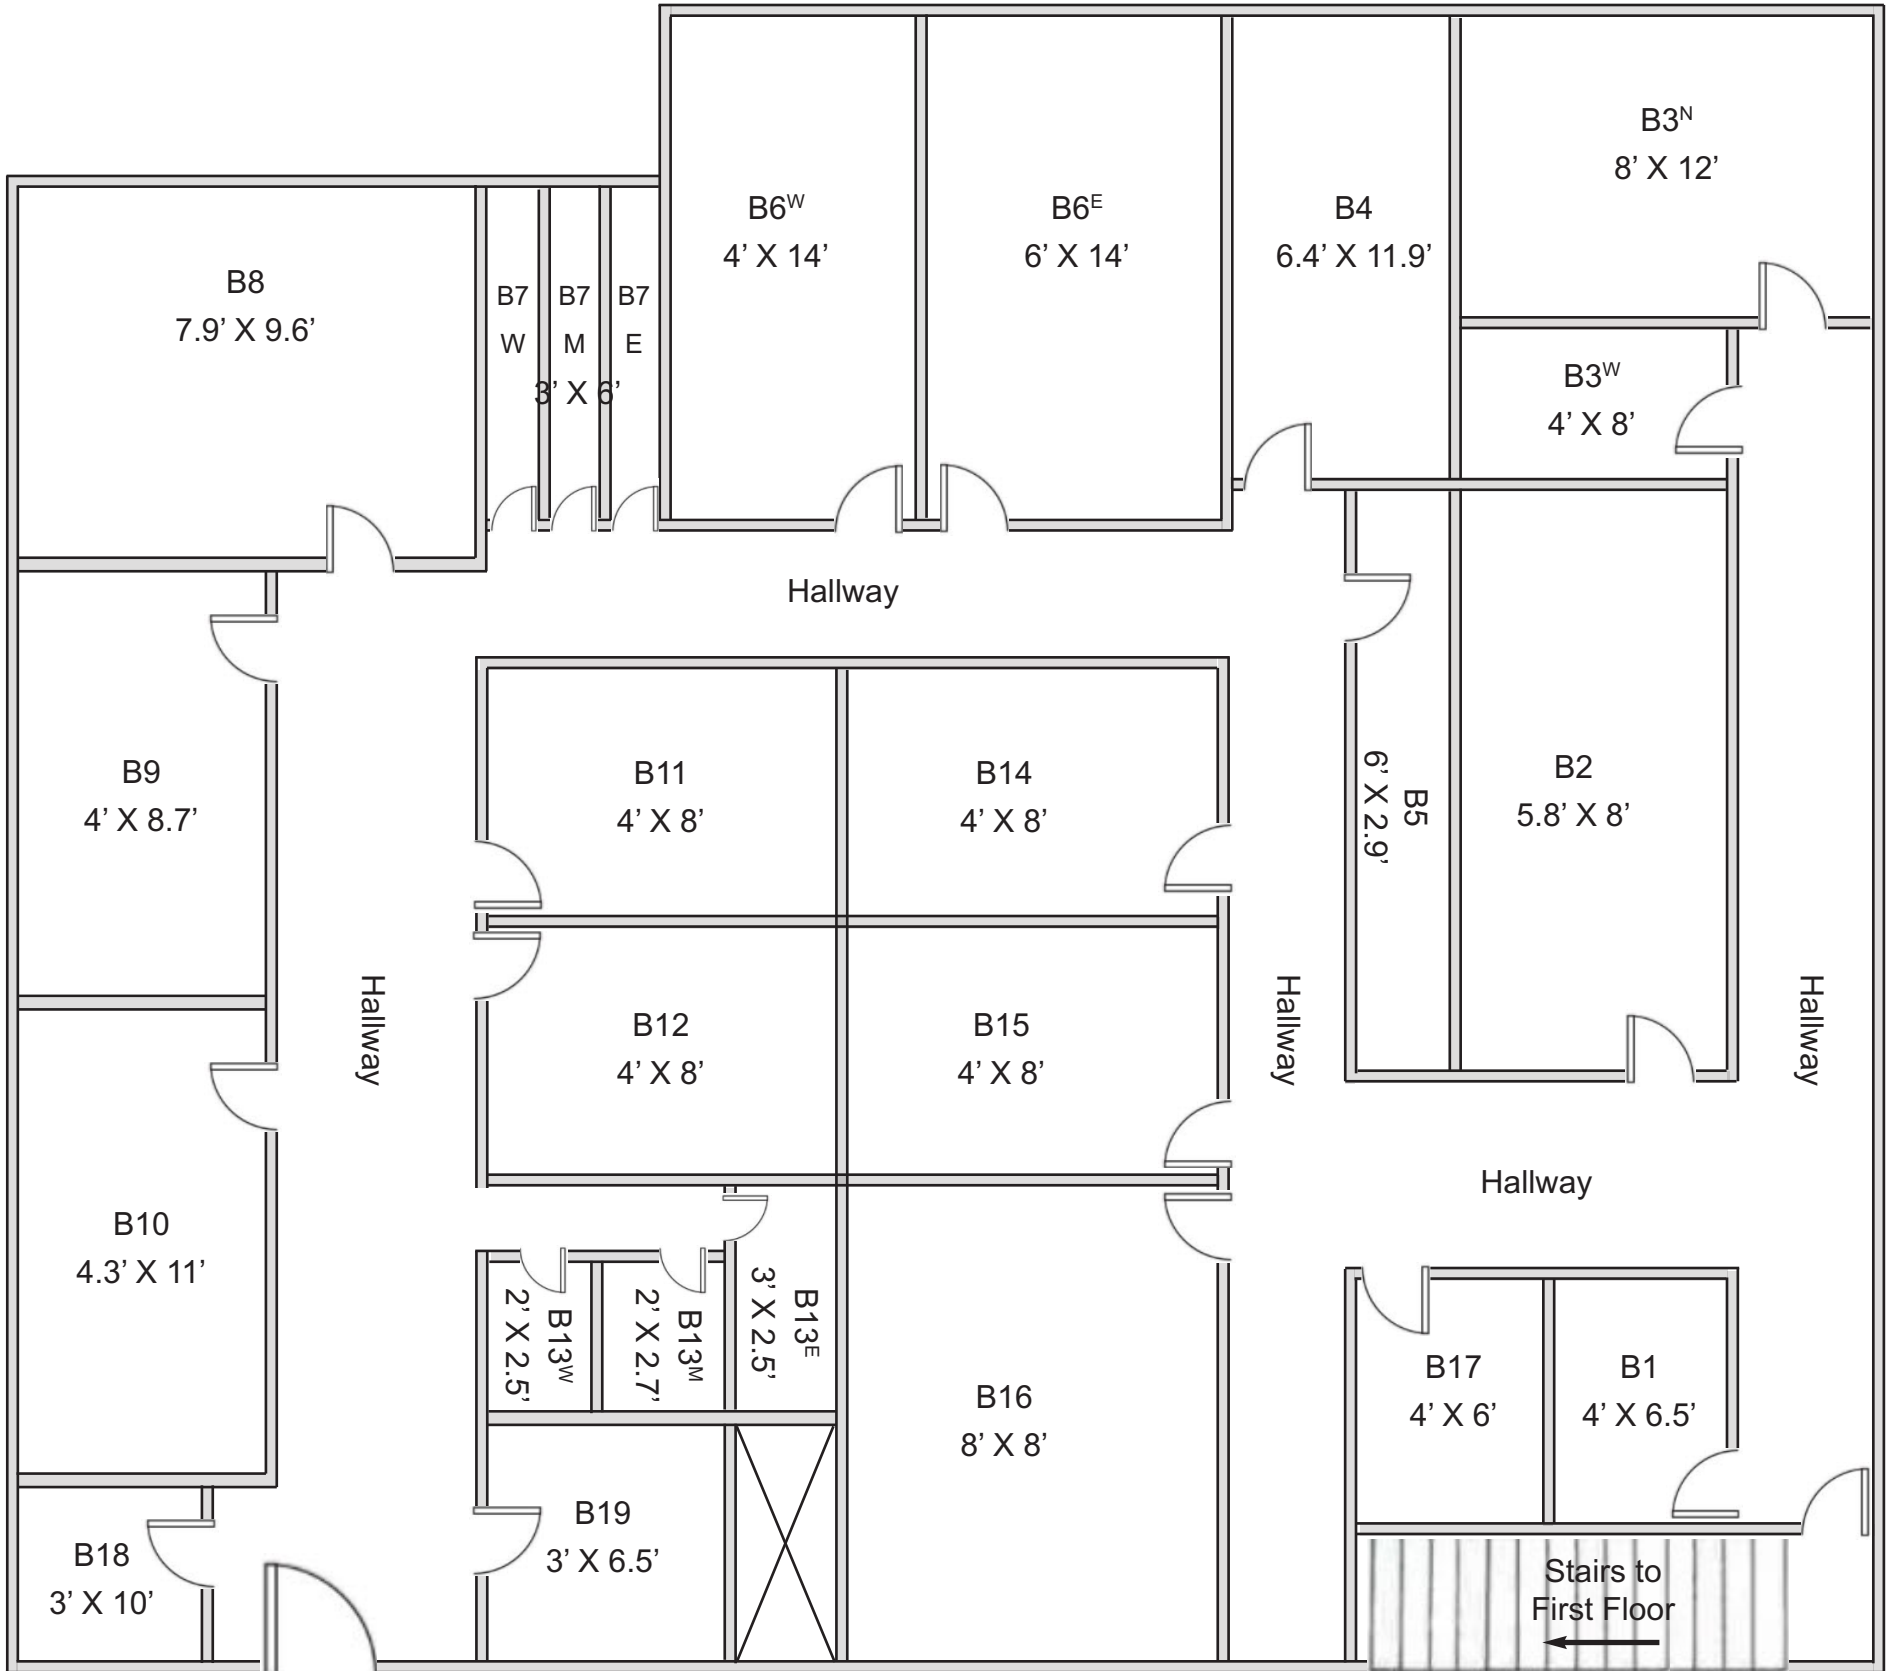 B3ᴺ
8’ X 12’
B6ᵂ
4’ X 14’
B6ᴱ
6’ X 14’
B4
6.4’ X 11.9’
B8
7.9’ X 9.6’
B7
W
B7
M
B7
E
3’ X 6’
B3ᵂ
4’ X 8’
Hallway
B9
4’ X 8.7’
B11
4’ X 8’
B14
4’ X 8’
B5
6’ X 2.9’
B2
5.8’ X 8’
Hallway
B12
4’ X 8’
B15
4’ X 8’
Hallway
Hallway
Hallway
B10
4.3’ X 11’
B13ᵂ
2’ X 2.5’
B13ᴹ
2’ X 2.7’
B13ᴱ
3’ X 2.5’
B16
8’ X 8’
B17
4’ X 6’
B1
4’ X 6.5’
B18
3’ X 10’
B19
3’ X 6.5’
Stairs to
First Floor